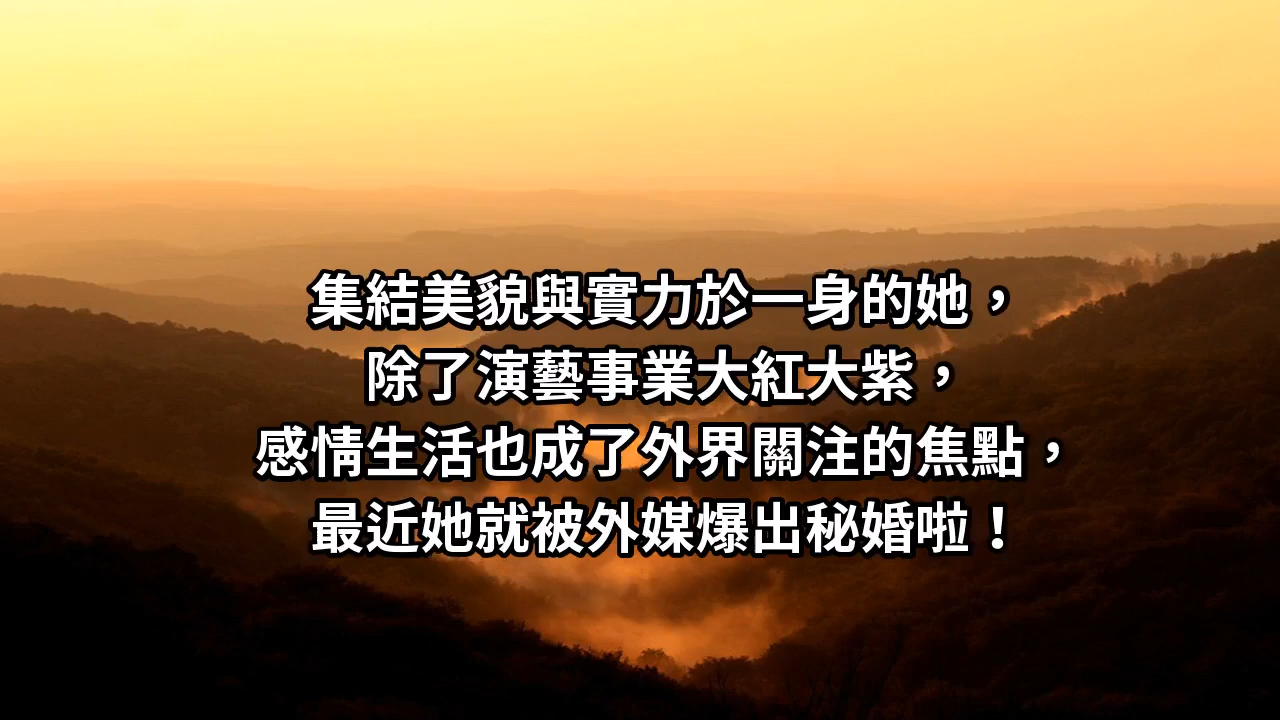 集結美貌與實力於一身的她，
除了演藝事業大紅大紫，
感情生活也成了外界關注的焦點，
最近她就被外媒爆出秘婚啦！